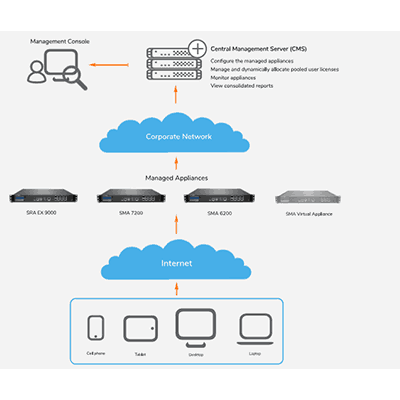 Management Console
Central Management Server (CMS)
Configure the managed appliances
Manage and dynamically allocate pooled user licenses
Monitor appliances
View consolidated reports
Corporate Network
Managed Appliances
SRA EX 9000
SMA 7200
SMA 6200
SMA Virtual Appliance
Internet
Cell phone
Tablet
Desktop
Laptop